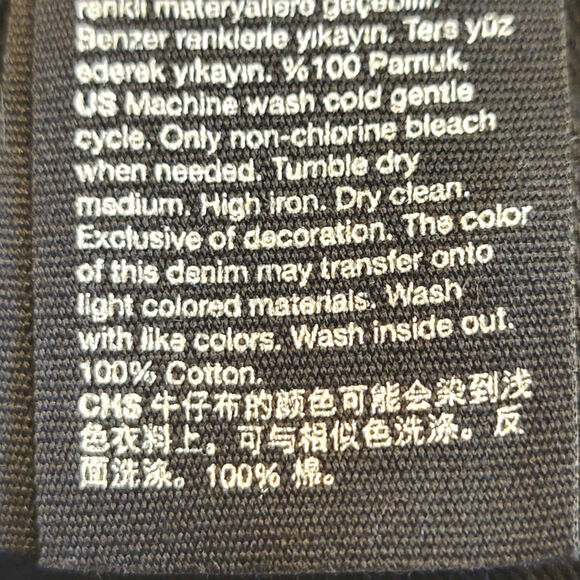 renkli materyallere geçebilir.
Benzer renklerle yıkayın. Ters yüz
ederek yıkayın. %100 Pamuk.
US Machine wash cold gentle
cycle. Only non-chlorine bleach
when needed. Tumble dry
medium. High iron. Dry clean.
Exclusive of decoration. The color
of this denim may transfer onto
light colored materials. Wash
with like colors. Wash inside out.
100% Cotton.
CHS 牛仔布的颜色可能会染到浅
色衣料上。可与相似色洗涤。反
面洗涤。100% 棉。